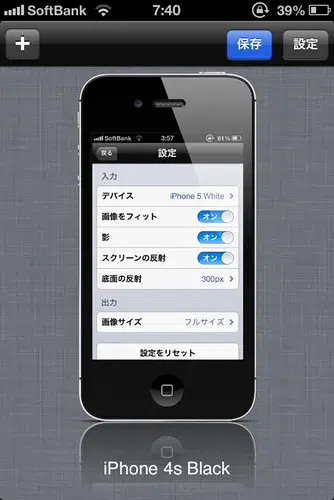 SoftBank 7:40 39%
+ 保存 設定
SoftBank 3:57 61%
戻る 設定
入力
デバイス iPhone 5 White
画像をフィット オン
影 オン
スクリーンの反射 オン
底面の反射 300px
出力
画像サイズ フルサイズ
設定をリセット
iPhone 4s Black